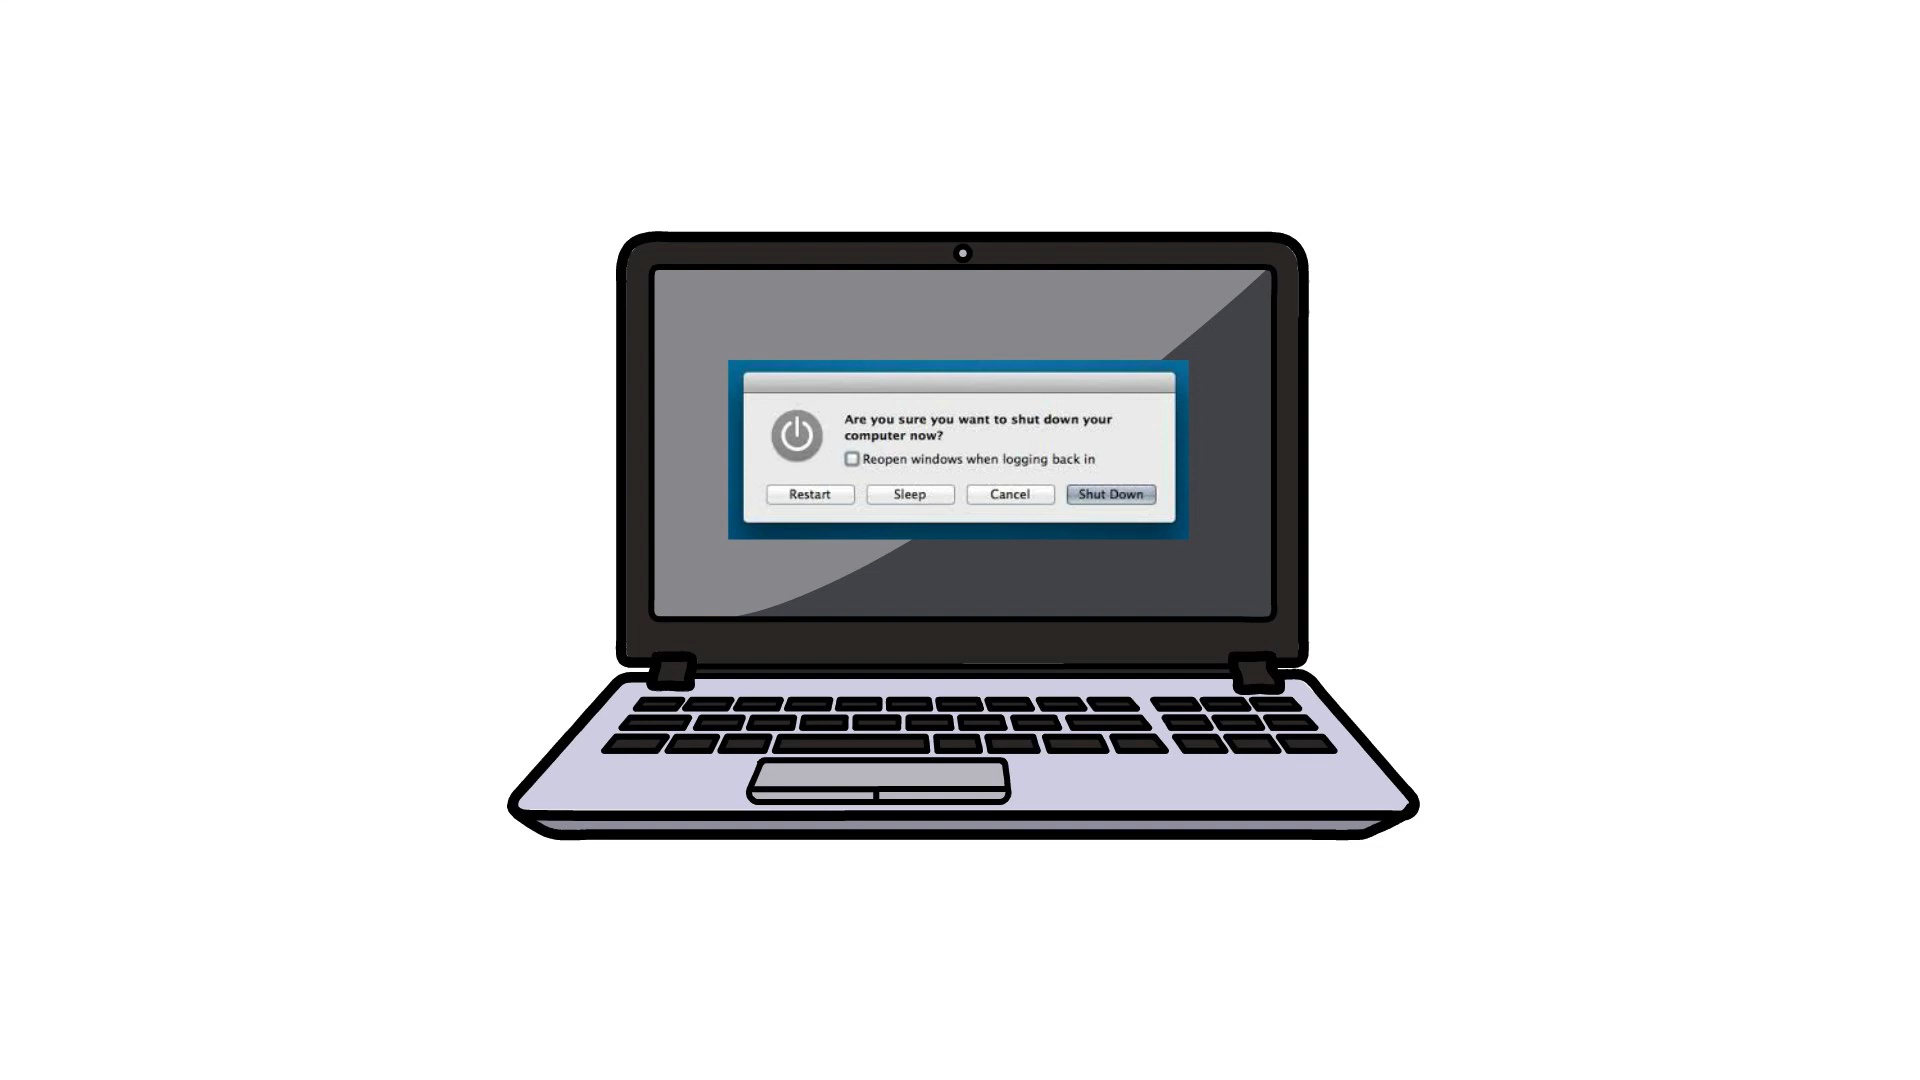 Are you sure you want to shut down your
computer now?
Reopen windows when logging back in
Restart Sleep Cancel Shut Down